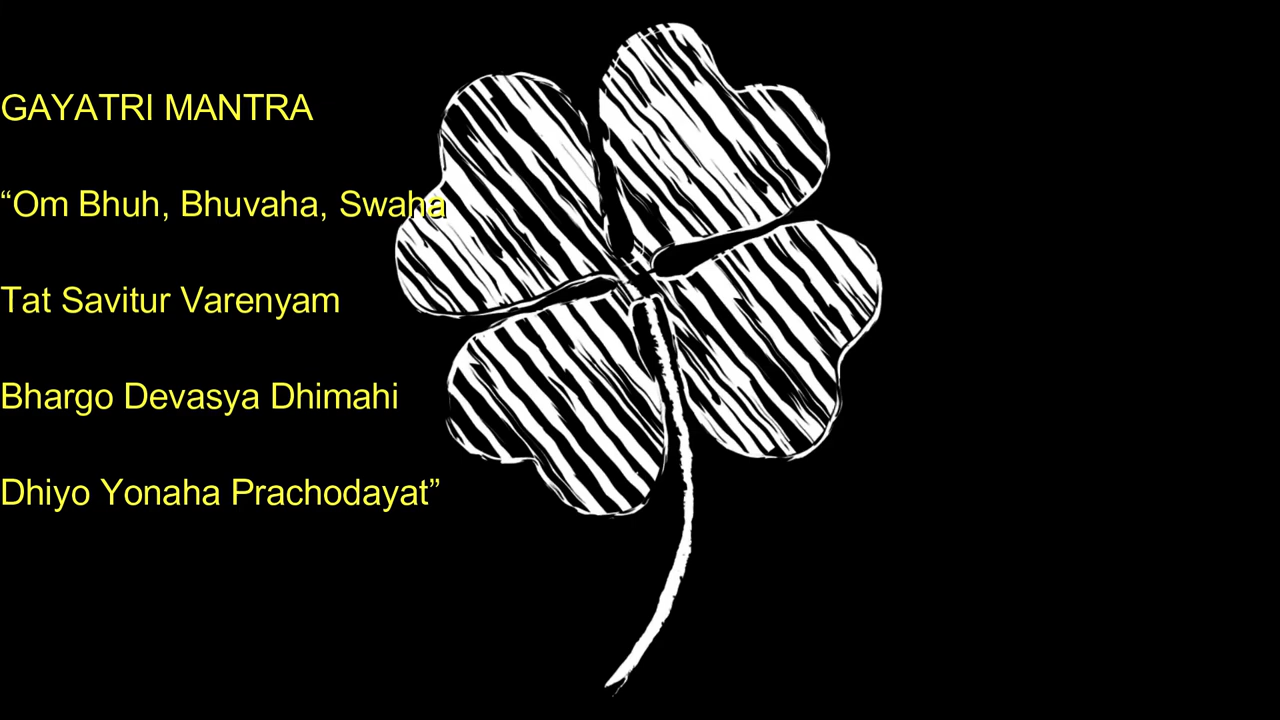 GAYATRI MANTRA
“Om Bhuh, Bhuvaha, Swaha
Tat Savitur Varenyam
Bhargo Devasya Dhimahi
Dhiyo Yonaha Prachodayat”